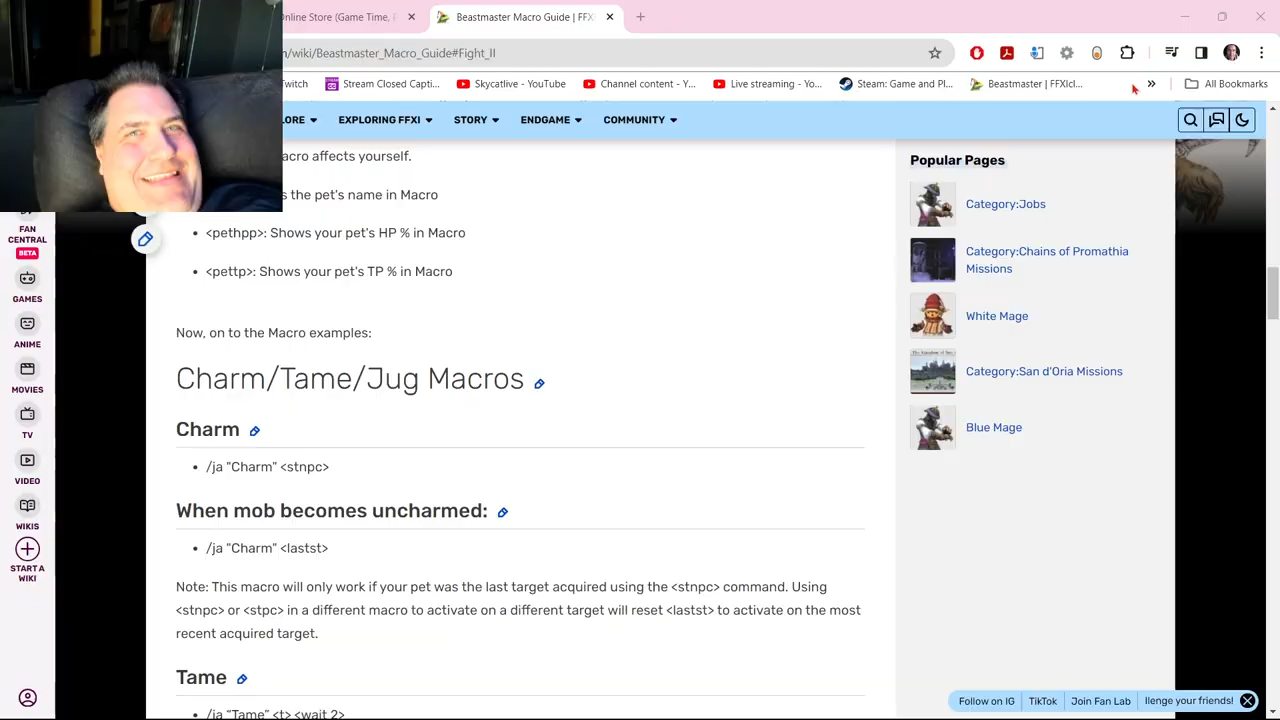 Online Store (Game Time,
Beastmaster Macro Guide | FFX
/wiki/Beastmaster_Macro_Guide#Fight_II
Twitch
Stream Closed Capti...
Skycatlive - YouTube
Channel content - Y...
Live streaming - Yo...
Steam: Game and Pl...
Beastmaster | FFXIcl...
All Bookmarks
LORE
EXPLORING FFXI
STORY
ENDGAME
COMMUNITY
acro affects yourself.
s the pet's name in Macro
<pethpp>: Shows your pet's HP % in Macro
<pettp>: Shows your pet's TP % in Macro
Now, on to the Macro examples:
Charm/Tame/Jug Macros
Charm
/ja "Charm" <stnpc>
When mob becomes uncharmed:
/ja "Charm" <lastst>
Note: This macro will only work if your pet was the last target acquired using the <stnpc> command. Using
<stnpc> or <stpc> in a different macro to activate on a different target will reset <lastst> to activate on the most
recent acquired target.
Tame
/ja "Tame" <t> <wait 2>
FAN
CENTRAL
BETA
GAMES
ANIME
MOVIES
TV
VIDEO
WIKIS
START A
WIKI
Popular Pages
Category:Jobs
Category:Chains of Promathia
Missions
White Mage
Category:San d'Oria Missions
Blue Mage
Follow on IG
TikTok
Join Fan Lab
llenge your friends!